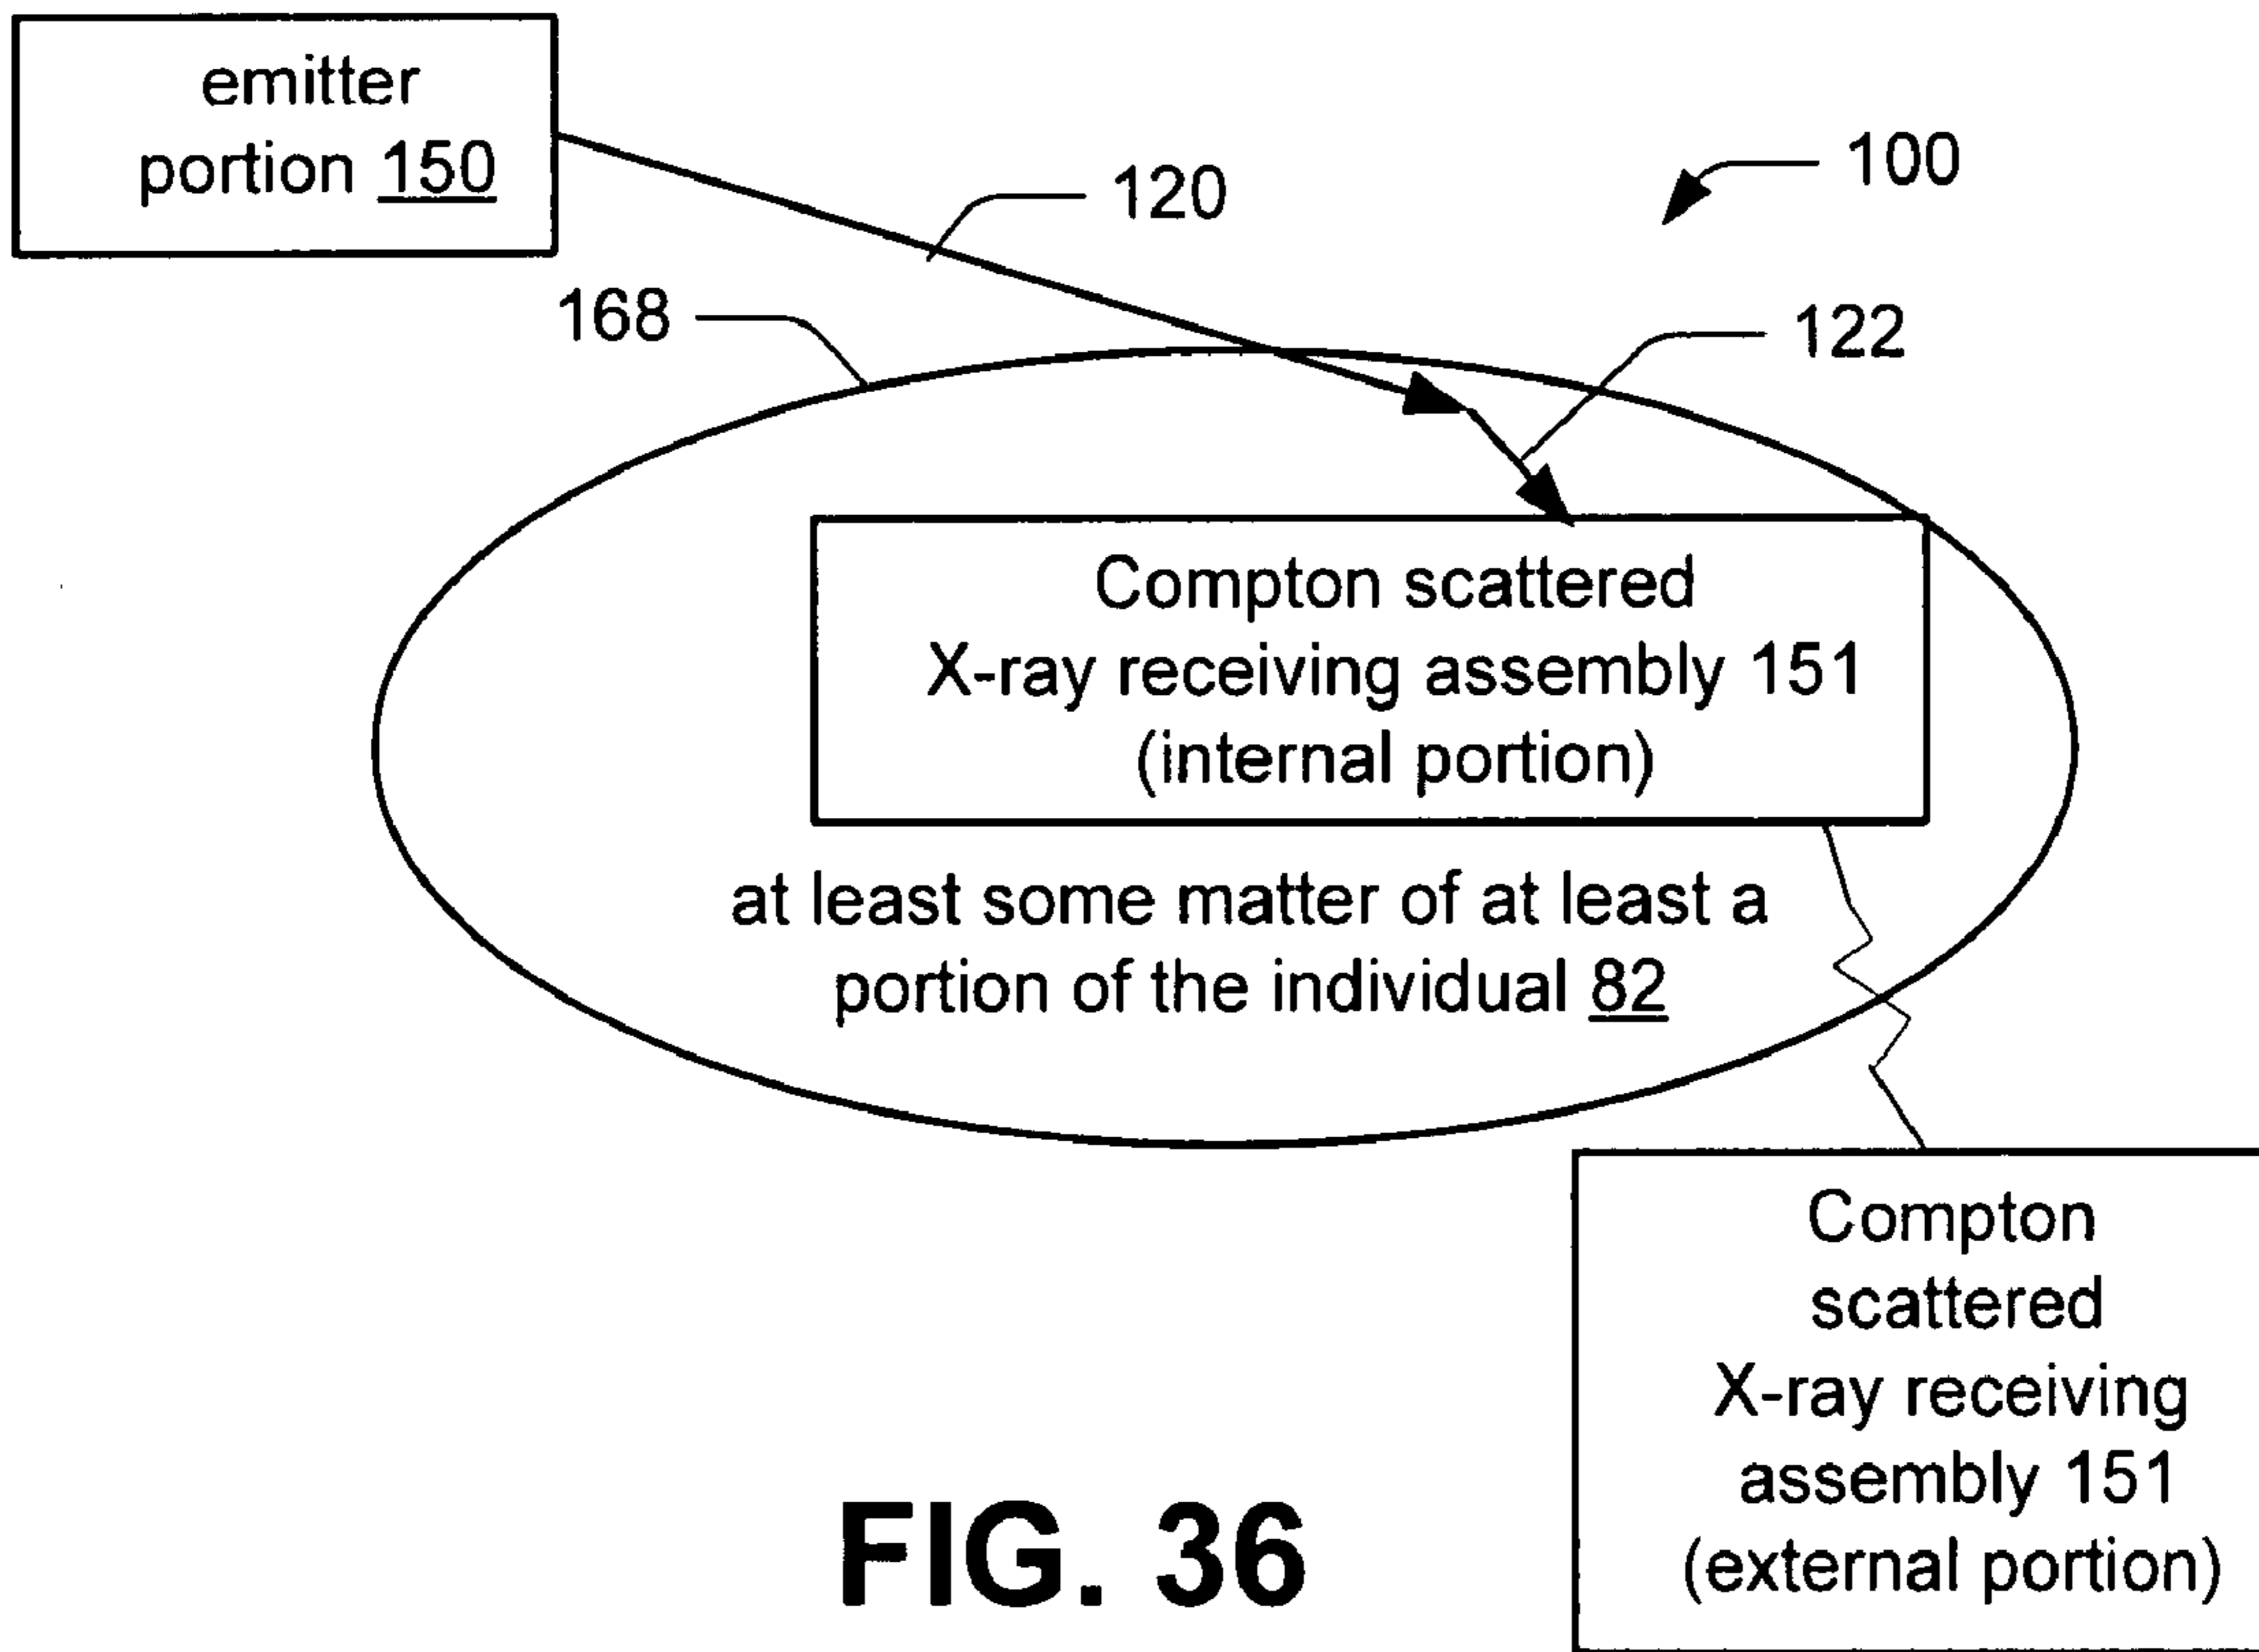 emitter
portion 150
100
120
168
122
Compton scattered
X-ray receiving assembly 151
(internal portion)
at least some matter of at least a
portion of the individual 82
Compton
scattered
X-ray receiving
assembly 151
(external portion)
FIG. 36